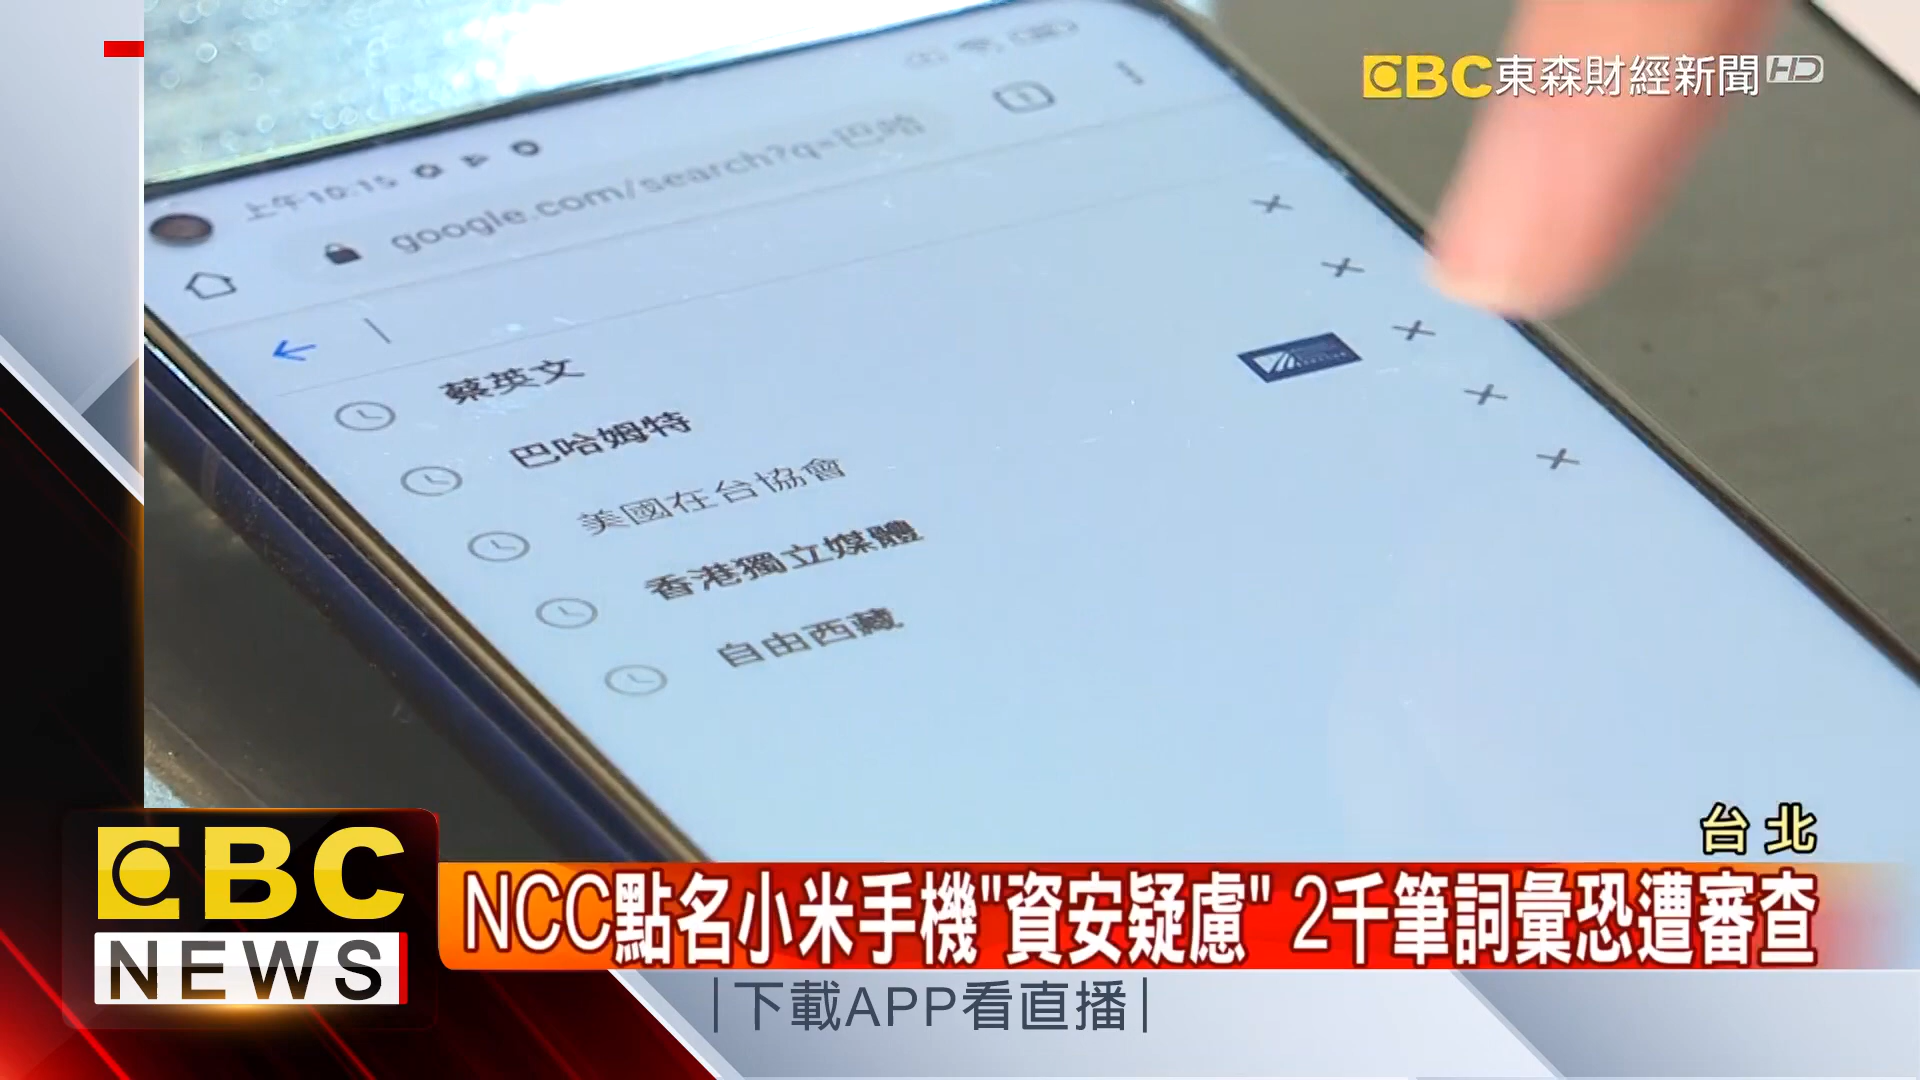 EBC東森財經新聞HD
上午10:15
google.com/search?q=巴哈
蔡英文
巴哈姆特
美國在台協會
香港獨立媒體
自由西藏
台北
EBC
NEWS
NCC點名小米手機"資安疑慮" 2千筆詞彙恐遭審查
|下載APP看直播|